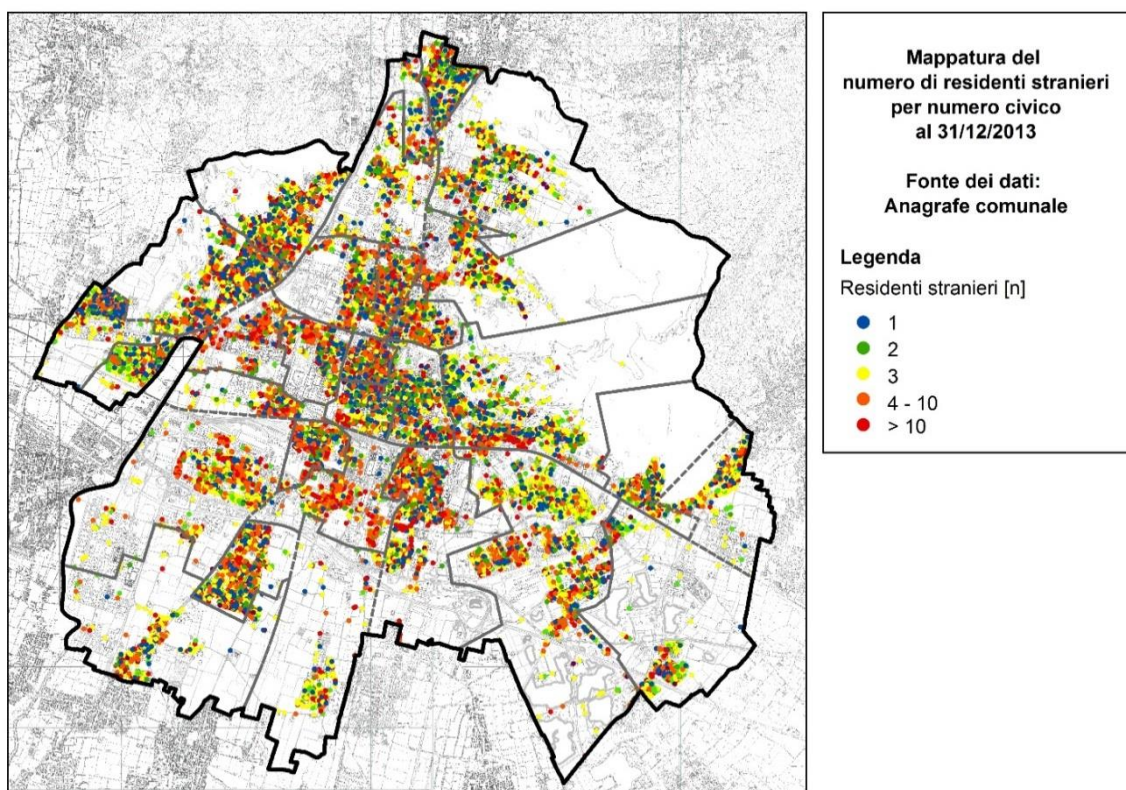 Mappatura del
numero di residenti stranieri
per numero civico
al 31/12/2013
Fonte dei dati:
Anagrafe comunale
Legenda
Residenti stranieri [n]
1
2
3
4 - 10
> 10